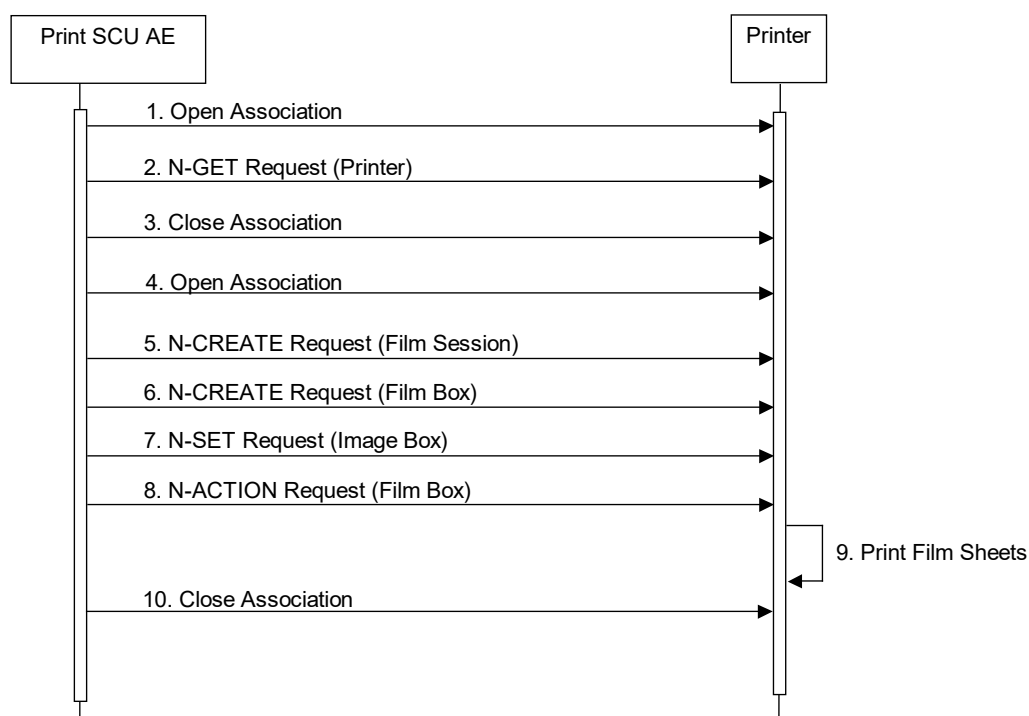 Print SCU AE
Printer
1. Open Association
2. N-GET Request (Printer)
3. Close Association
4. Open Association
5. N-CREATE Request (Film Session)
6. N-CREATE Request (Film Box)
7. N-SET Request (Image Box)
8. N-ACTION Request (Film Box)
9. Print Film Sheets
10. Close Association